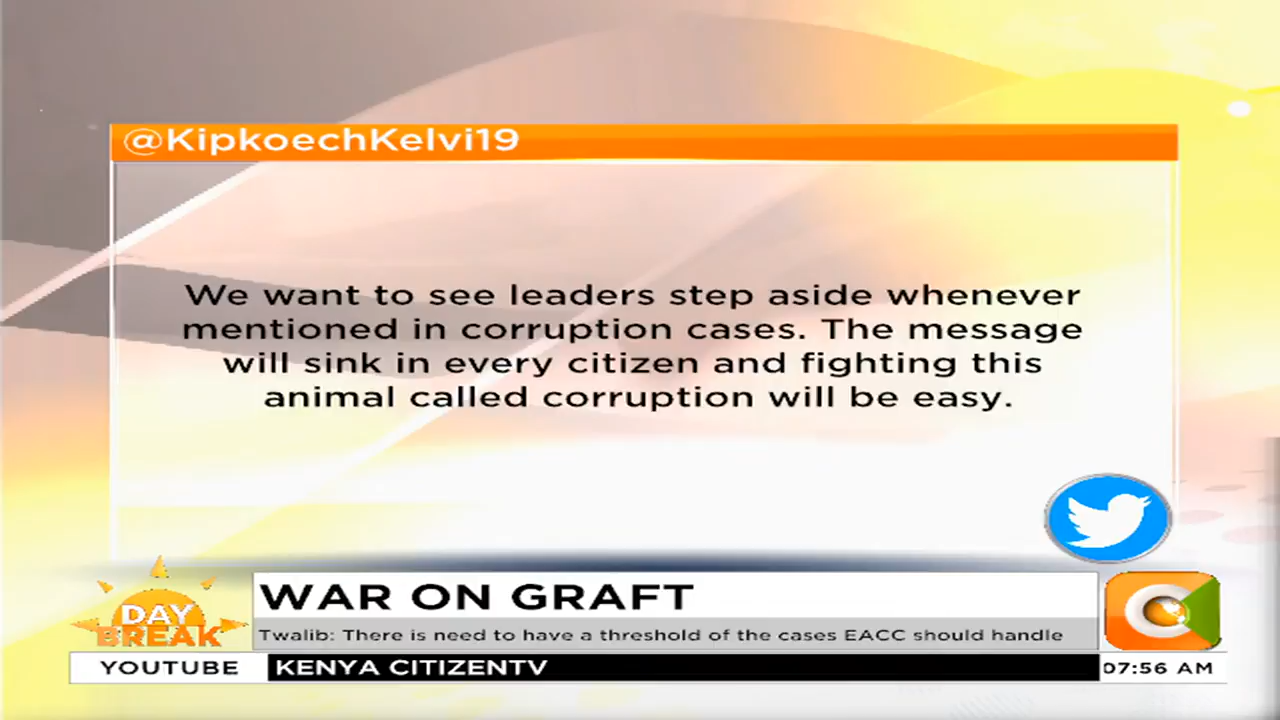 @KipkoechKelvi19
We want to see leaders step aside whenever
mentioned in corruption cases. The message
will sink in every citizen and fighting this
animal called corruption will be easy.
DAY
BREAK
WAR ON GRAFT
Twalib: There is need to have a threshold of the cases EACC should handle
YOUTUBE
KENYA CITIZENTV
07:56 AM